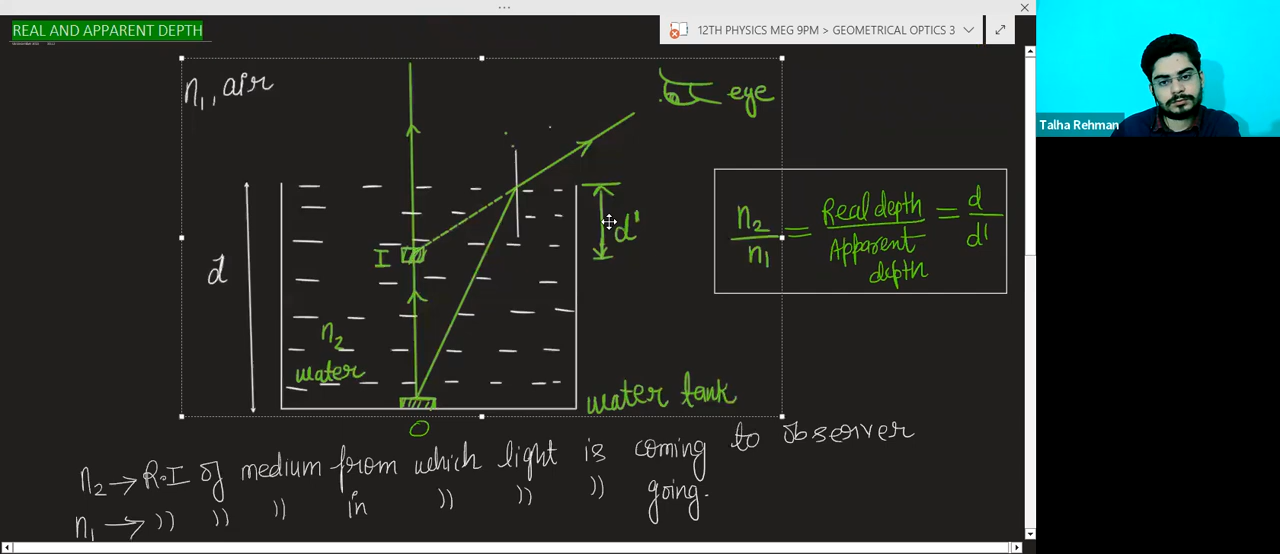 REAL AND APPARENT DEPTH
12TH PHYSICS MEG 9PM > GEOMETRICAL OPTICS 3
Talha Rehman
n₁, air
eye
d'
d
I
n₂
water
O
water tank
n₂/n₁ = Real depth/Apparent depth = d/d'
n₂ → R.I of medium from which light is coming to observer
n₁ → )) )) )) in )) )) )) going.